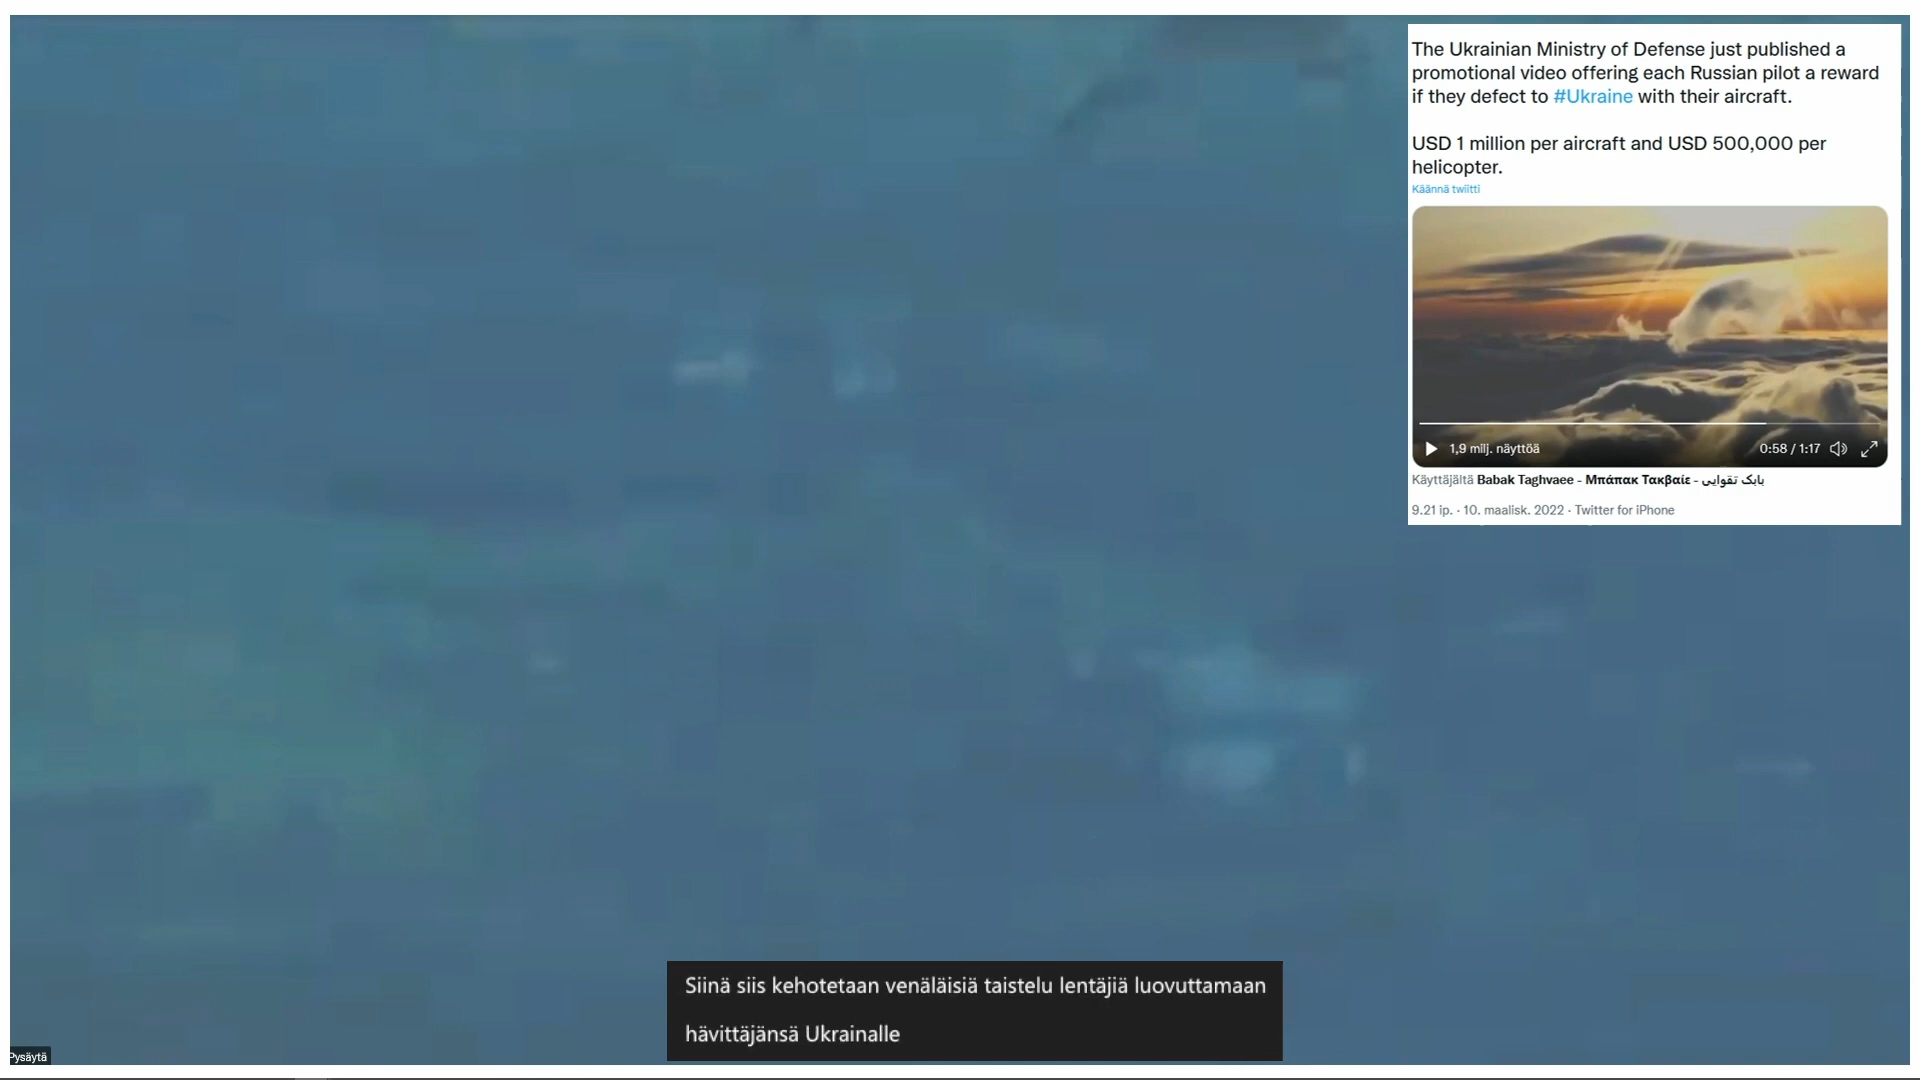 The Ukrainian Ministry of Defense just published a
promotional video offering each Russian pilot a reward
if they defect to #Ukraine with their aircraft.
USD 1 million per aircraft and USD 500,000 per
helicopter.
Käännä twiitti
1,9 milj. näyttöä 0:58 / 1:17
Käyttäjältä Babak Taghvaee - Μπάπακ Τακβαίε - بابک تقوایی
9.21 ip. · 10. maalisk. 2022 · Twitter for iPhone
Siinä siis kehotetaan venäläisiä taistelu lentäjiä luovuttamaan
hävittäjänsä Ukrainalle
Pysäytä